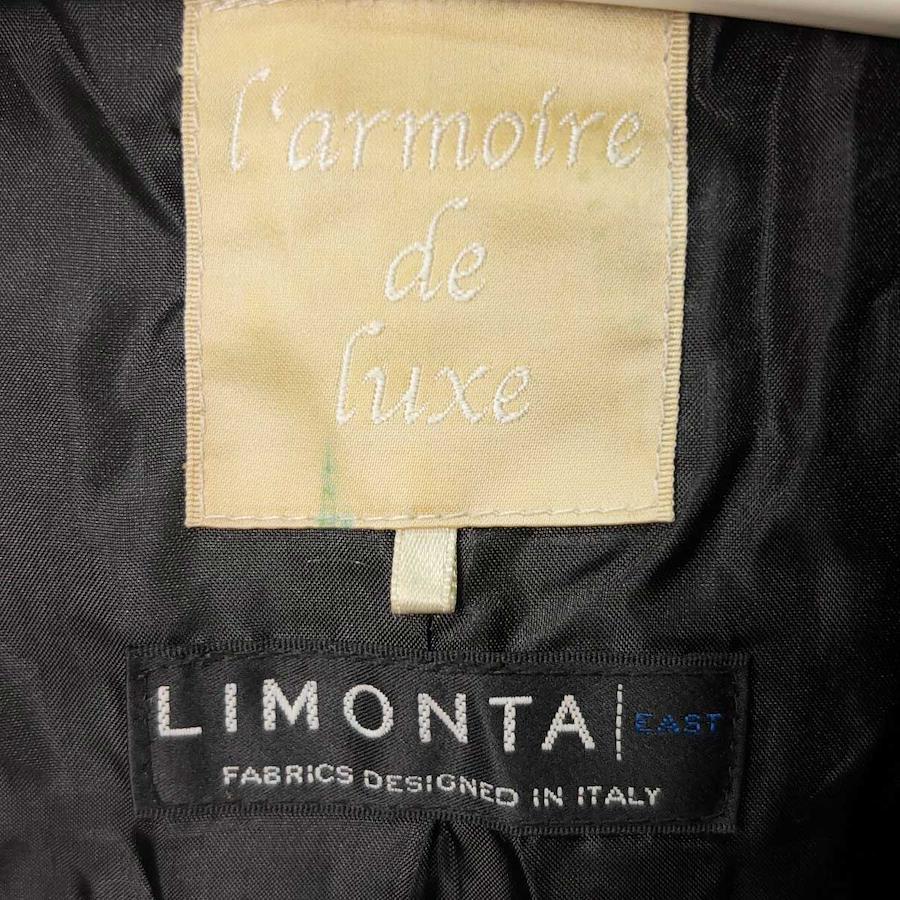 l'armoire
de
luxe
LIMONTA|EAST
FABRICS DESIGNED IN ITALY